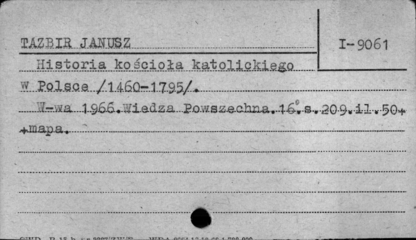 TAZBIR JANUSZ
I-9061
Historia kościoła katolickiego
w Polsce /1460-1795/.
W-wa 1966.Wiedza Powszechna.16°s.209.il.50+
+mapa.